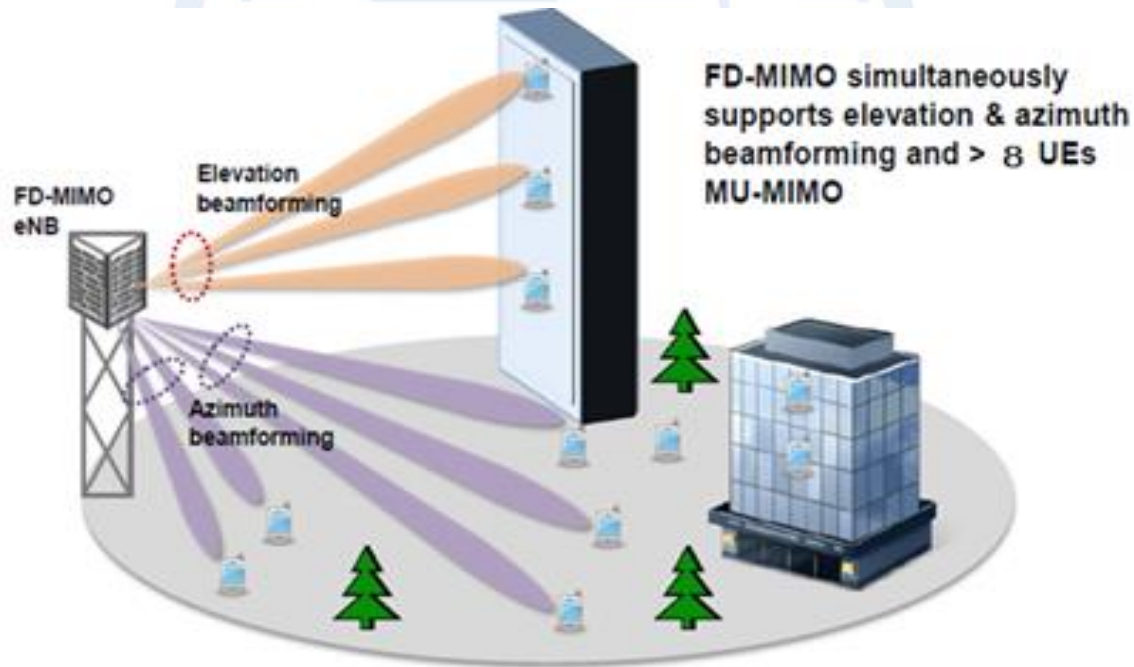 FD-MIMO simultaneously
supports elevation & azimuth
beamforming and > 8 UEs
MU-MIMO
Elevation
beamforming
FD-MIMO
eNB
Azimuth
beamforming